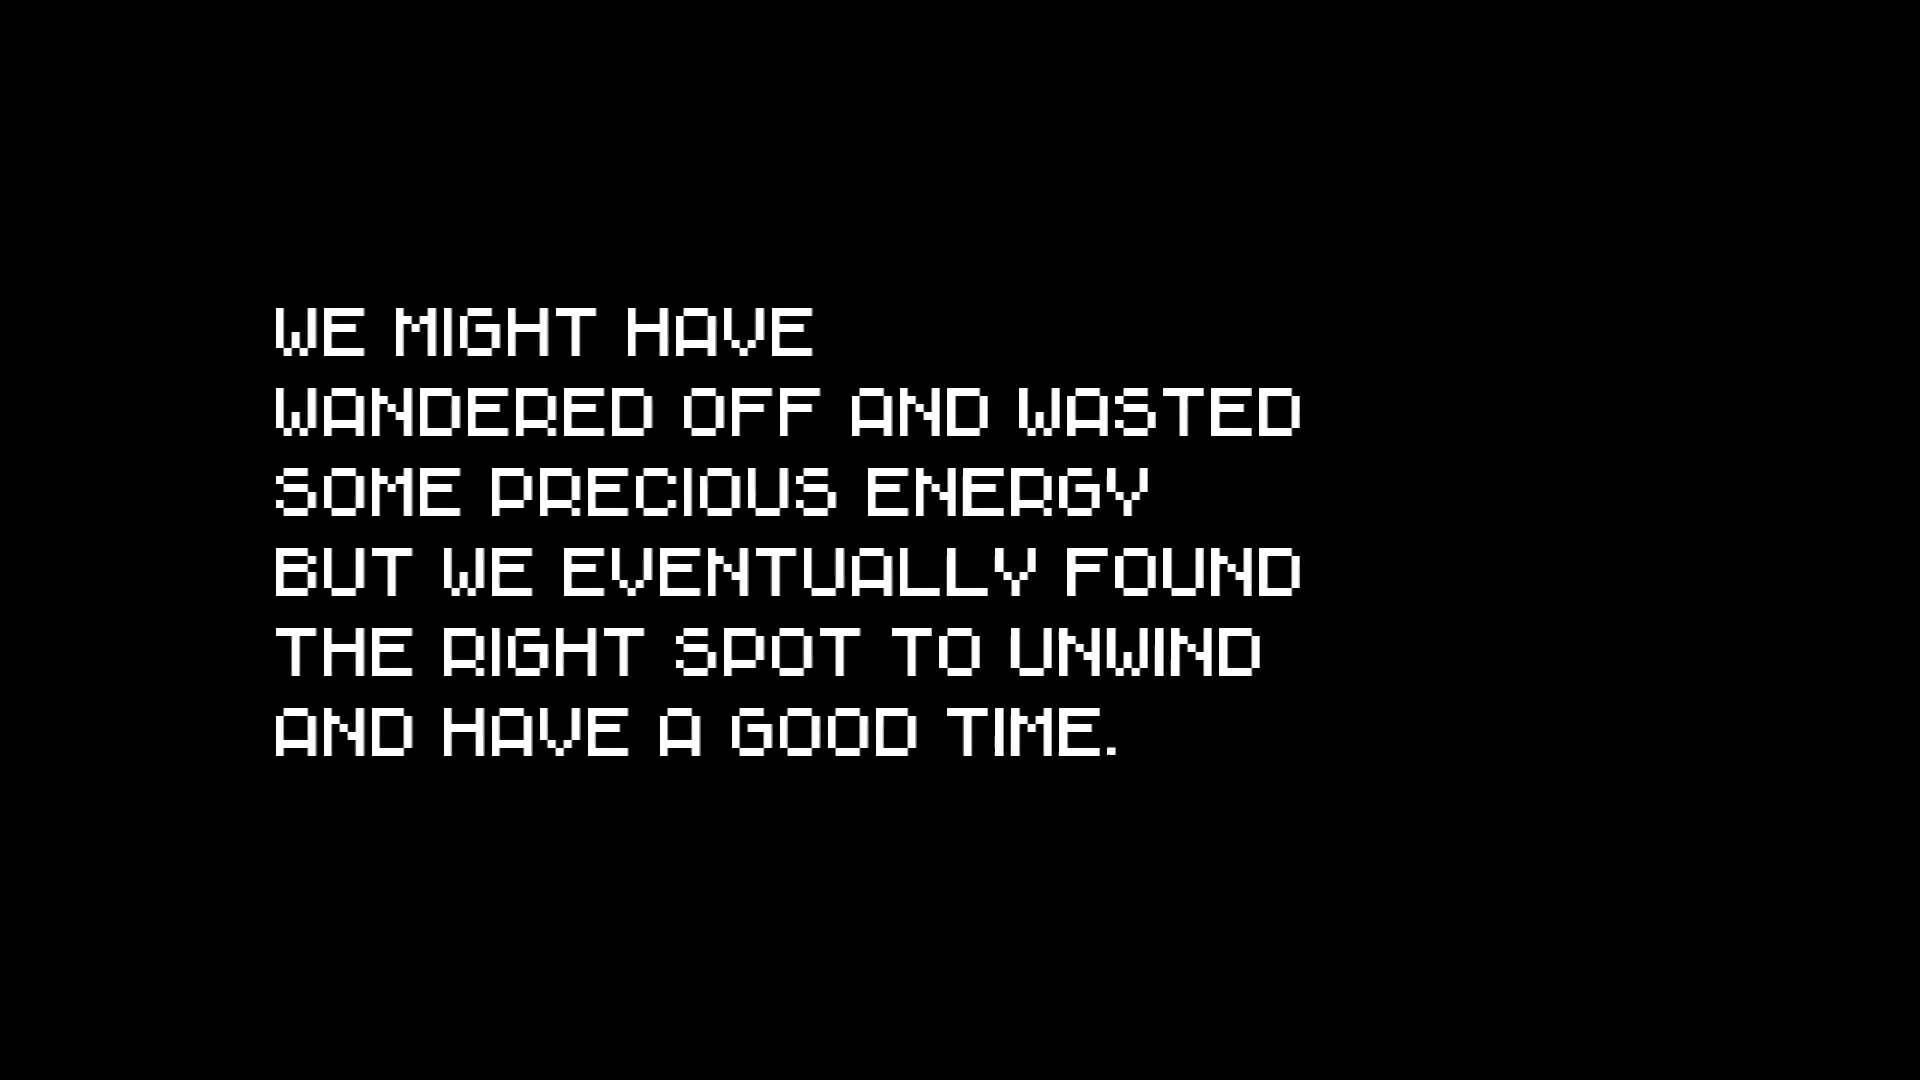 WE MIGHT HAVE
WANDERED OFF AND WASTED
SOME PRECIOUS ENERGY
BUT WE EVENTUALLY FOUND
THE RIGHT SPOT TO UNWIND
AND HAVE A GOOD TIME.